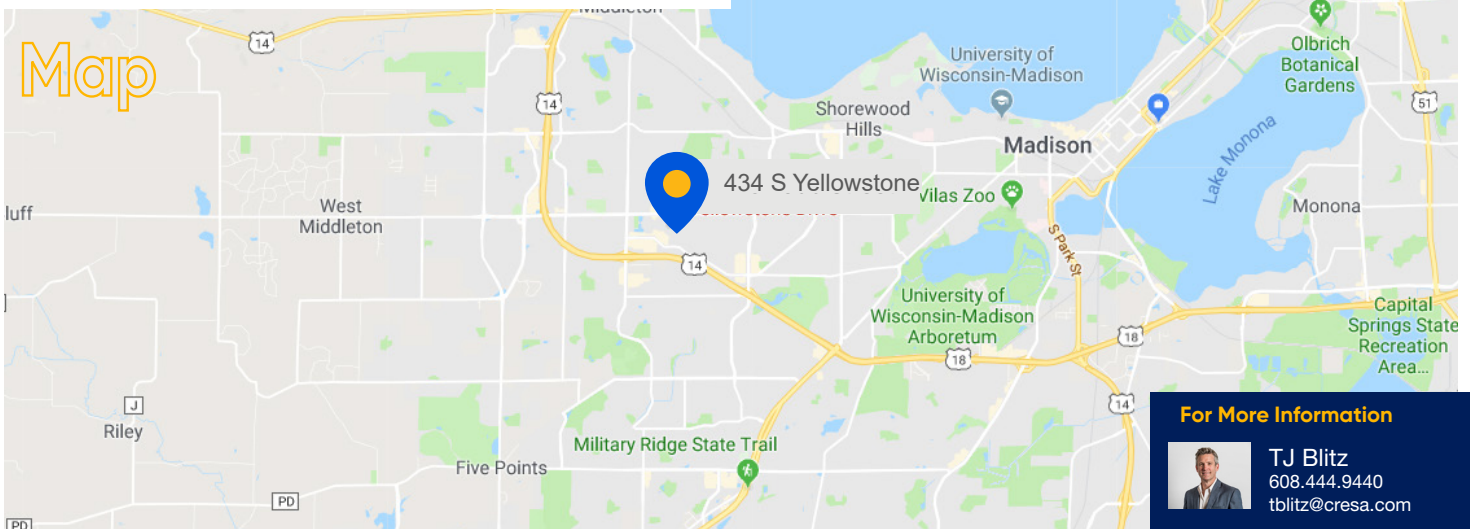 Middleton
Map
14
14
University of
Wisconsin-Madison
Shorewood
Hills
Madison
Olbrich
Botanical
Gardens
51
Lake Monona
434 S Yellowstone
Vilas Zoo
Monona
luff
West
Middleton
14
S Park St
University of
Wisconsin-Madison
Arboretum
18
18
Capital
Springs State
Recreation
Area...
14
J
Riley
Military Ridge State Trail
Five Points
PD
PD
For More Information
TJ Blitz
608.444.9440
tblitz@cresa.com